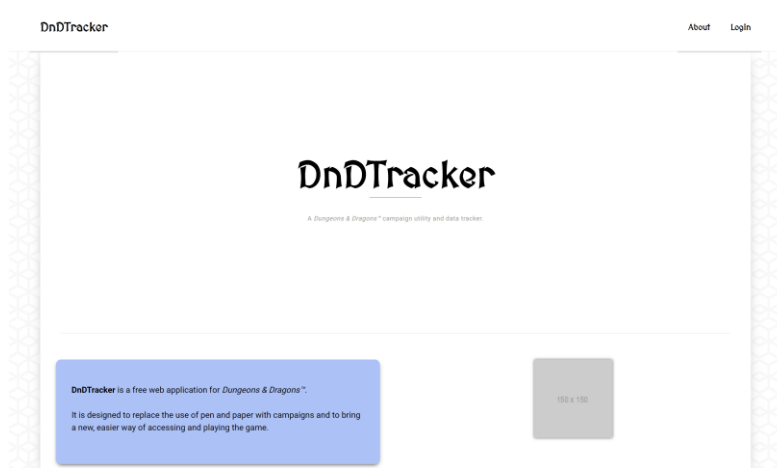 DnDTracker
About
LogIn
DnDTracker
A Dungeons & Dragons™ campaign utility and data tracker.
DnDTracker is a free web application for Dungeons & Dragons™.
It is designed to replace the use of pen and paper with campaigns and to bring
a new, easier way of accessing and playing the game.
150 x 150